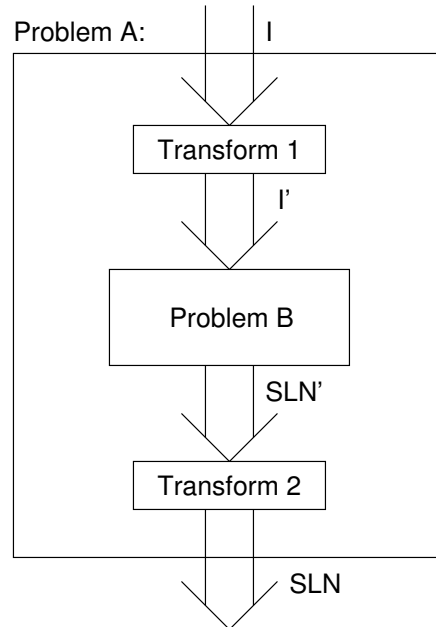 Problem A:
I
Transform 1
I'
Problem B
SLN'
Transform 2
SLN